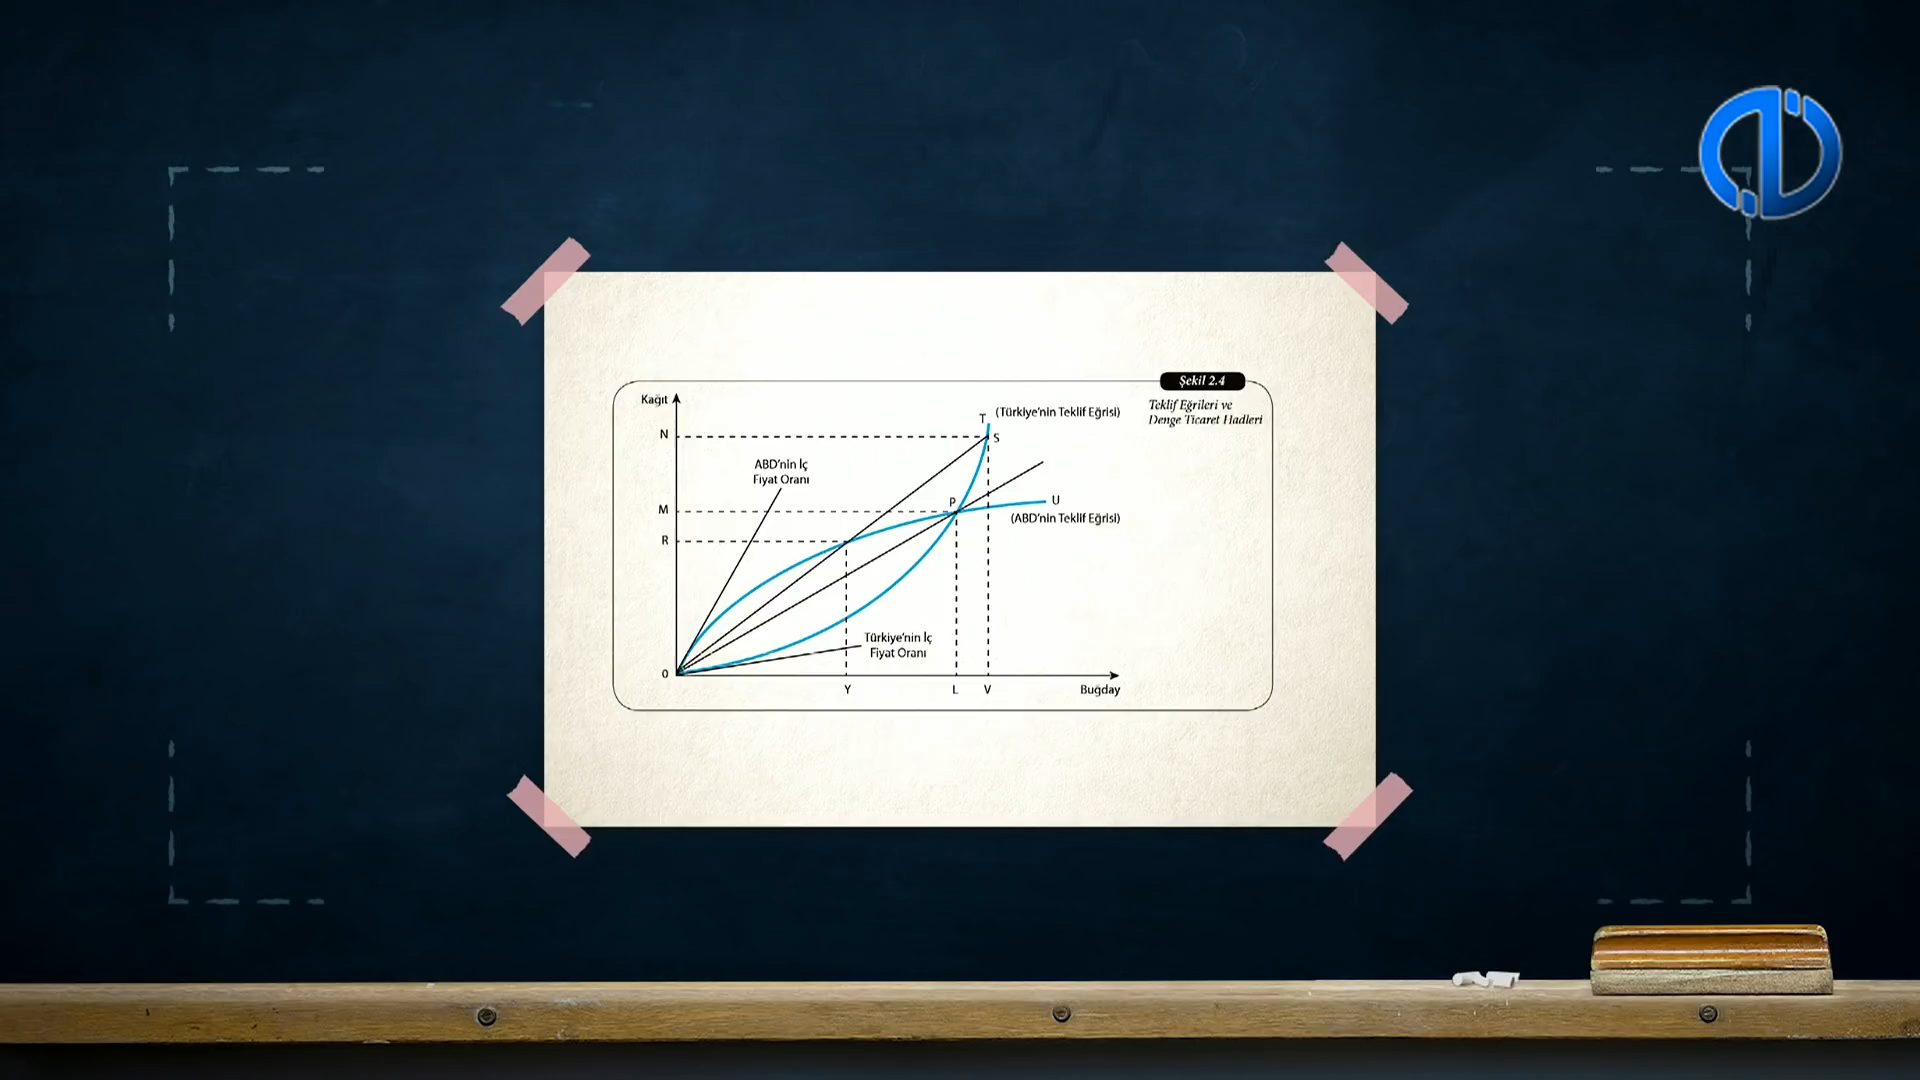 Şekil 2.4
Teklif Eğrileri ve
Denge Ticaret Hadleri
Kağıt
T
(Türkiye'nin Teklif Eğrisi)
N
S
ABD'nin İç
Fiyat Oranı
M
P
U
(ABD'nin Teklif Eğrisi)
R
Türkiye'nin İç
Fiyat Oranı
0
Y
L
V
Buğday